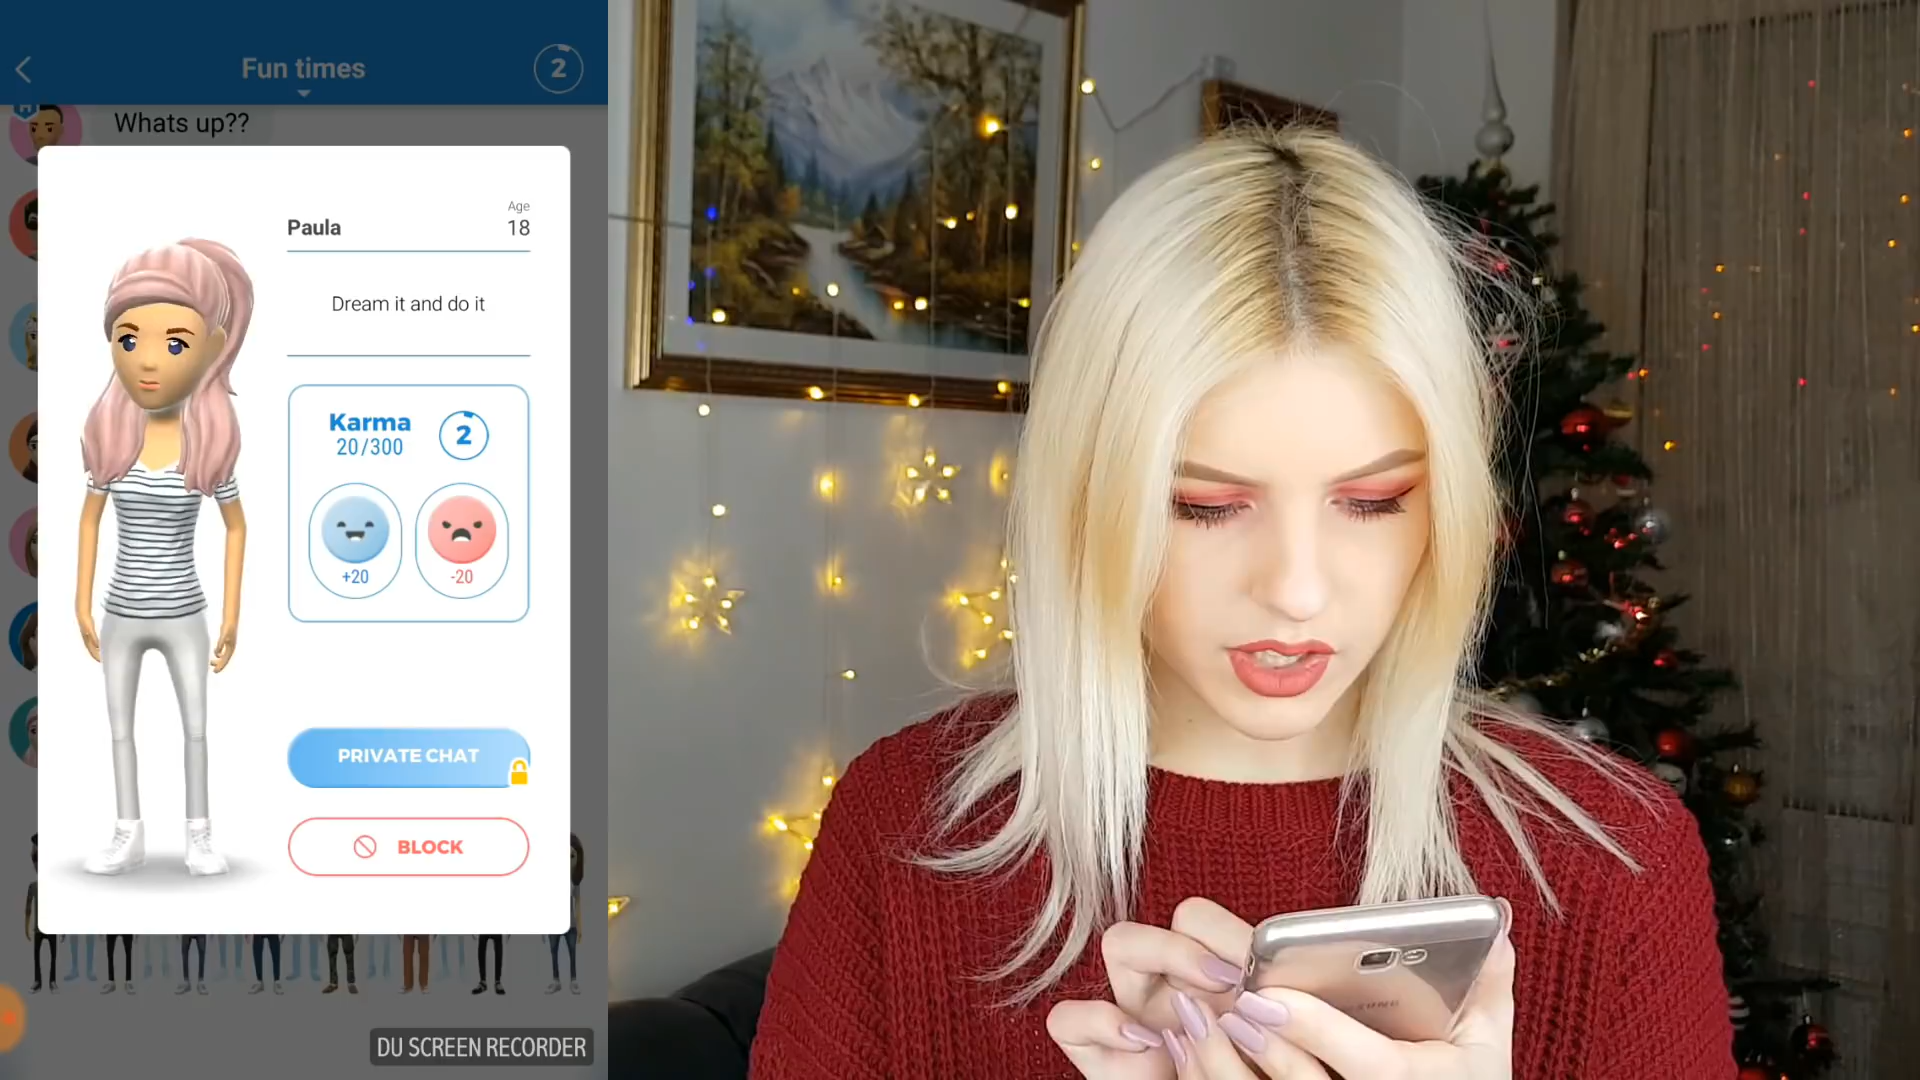 Fun times
2
Whats up??
Age
Paula
18
Dream it and do it
Karma
20/300
2
+20
-20
PRIVATE CHAT
BLOCK
DU SCREEN RECORDER
SAMSUNG